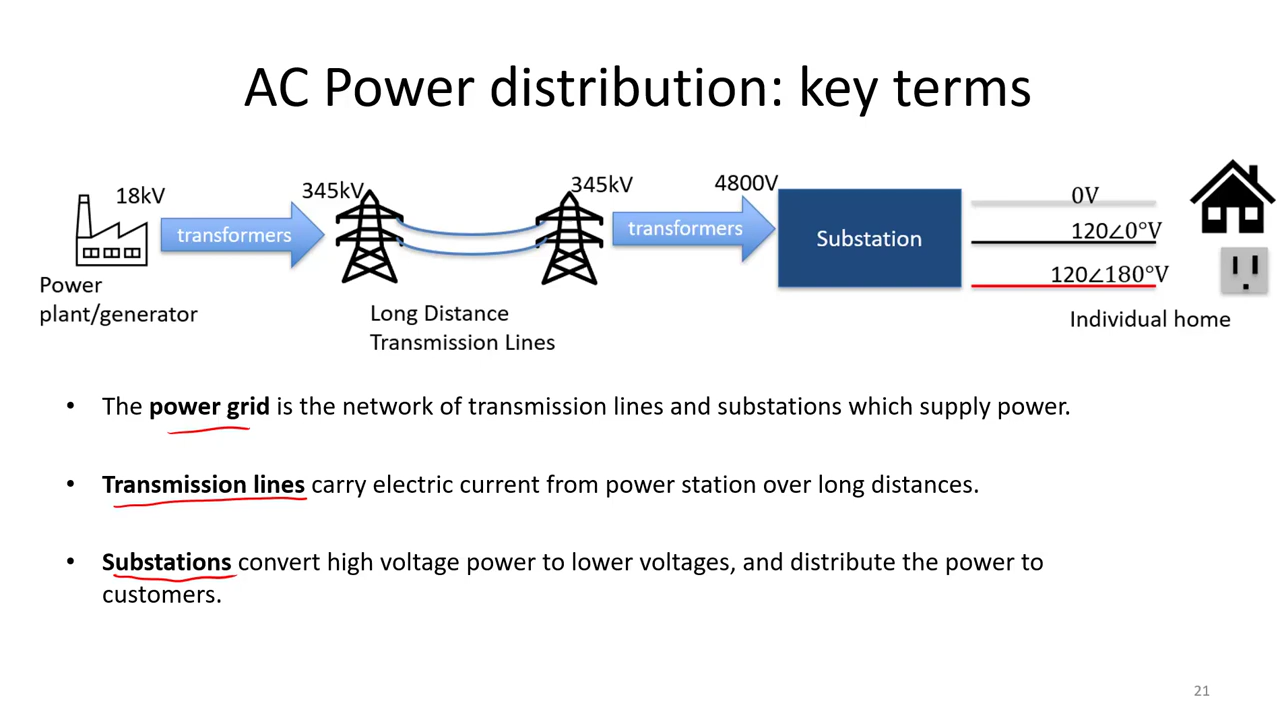 AC Power distribution: key terms
18kV
345kV
345kV
4800V
transformers
transformers
Substation
0V
120∠0°V
120∠180°V
Power
plant/generator
Long Distance
Transmission Lines
Individual home
• The power grid is the network of transmission lines and substations which supply power.
• Transmission lines carry electric current from power station over long distances.
• Substations convert high voltage power to lower voltages, and distribute the power to
customers.
21